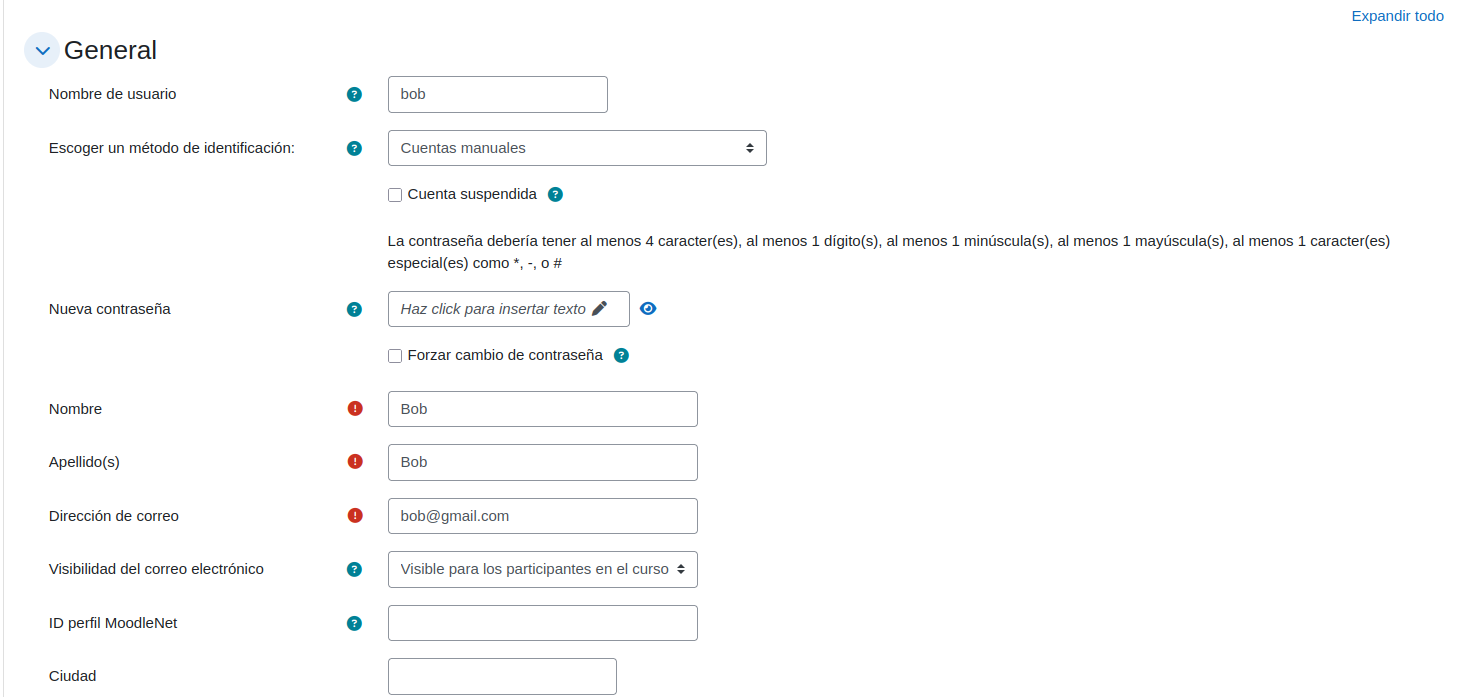 Expandir todo
General
Nombre de usuario
bob
Escoger un método de identificación:
Cuentas manuales
Cuenta suspendida
La contraseña debería tener al menos 4 caracter(es), al menos 1 dígito(s), al menos 1 minúscula(s), al menos 1 mayúscula(s), al menos 1 caracter(es)
especial(es) como *, -, o #
Nueva contraseña
Haz click para insertar texto
Forzar cambio de contraseña
Nombre
Bob
Apellido(s)
Bob
Dirección de correo
bob@gmail.com
Visibilidad del correo electrónico
Visible para los participantes en el curso
ID perfil MoodleNet
Ciudad